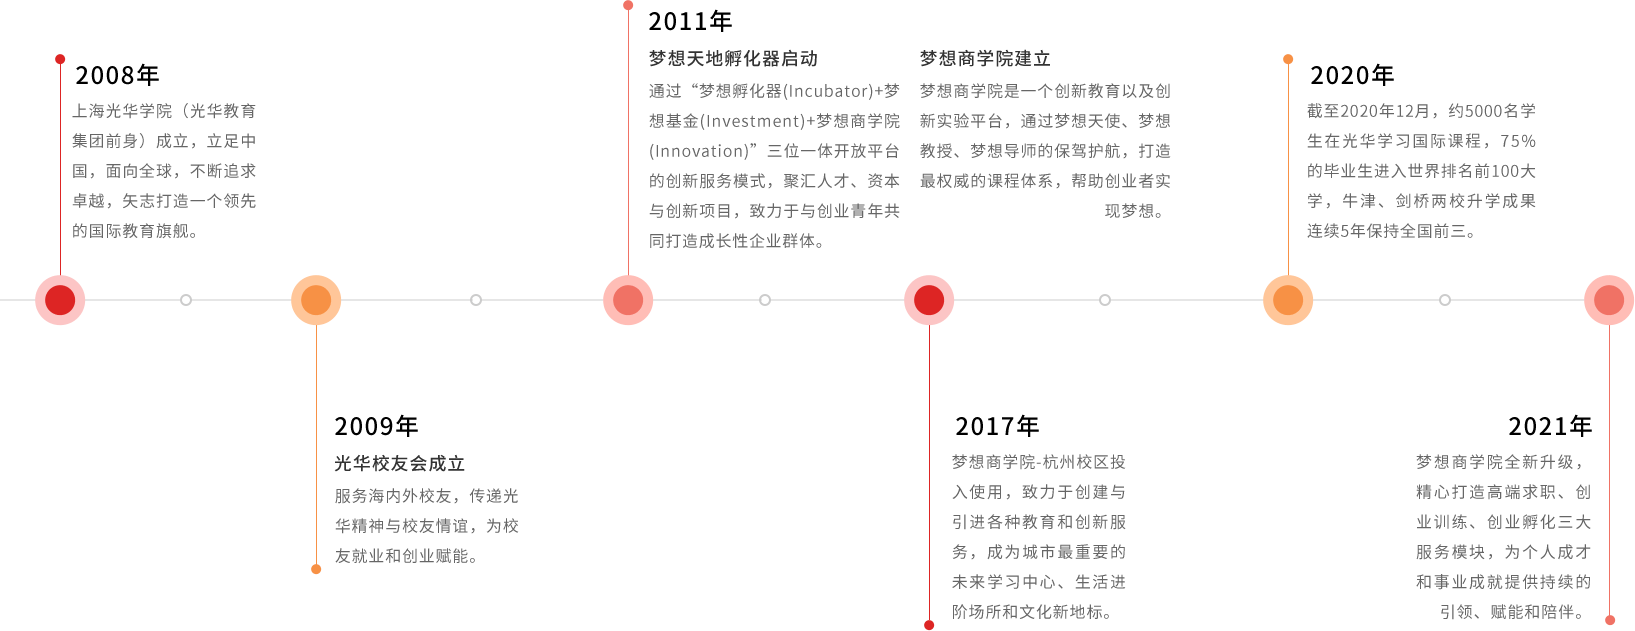 2008年
上海光华学院（光华教育
集团前身）成立，立足中
国，面向全球，不断追求
卓越，矢志打造一个领先
的国际教育旗舰。
2009年
光华校友会成立
服务海内外校友，传递光
华精神与校友情谊，为校
友就业和创业赋能。
2011年
梦想天地孵化器启动
通过“梦想孵化器(Incubator)+梦
想基金(Investment)+梦想商学院
(Innovation)”三位一体开放平台
的创新服务模式，聚汇人才、资本
与创新项目，致力于与创业青年共
同打造成长性企业群体。
梦想商学院建立
梦想商学院是一个创新教育以及创
新实验平台，通过梦想天使、梦想
教授、梦想导师的保驾护航，打造
最权威的课程体系，帮助创业者实
现梦想。
2017年
梦想商学院-杭州校区投
入使用，致力于创建与
引进各种教育和创新服
务，成为城市最重要的
未来学习中心、生活进
阶场所和文化新地标。
2020年
截至2020年12月，约5000名学
生在光华学习国际课程，75%
的毕业生进入世界排名前100大
学，牛津、剑桥两校升学成果
连续5年保持全国前三。
2021年
梦想商学院全新升级，
精心打造高端求职、创
业训练、创业孵化三大
服务模块，为个人成才
和事业成就提供持续的
引领、赋能和陪伴。